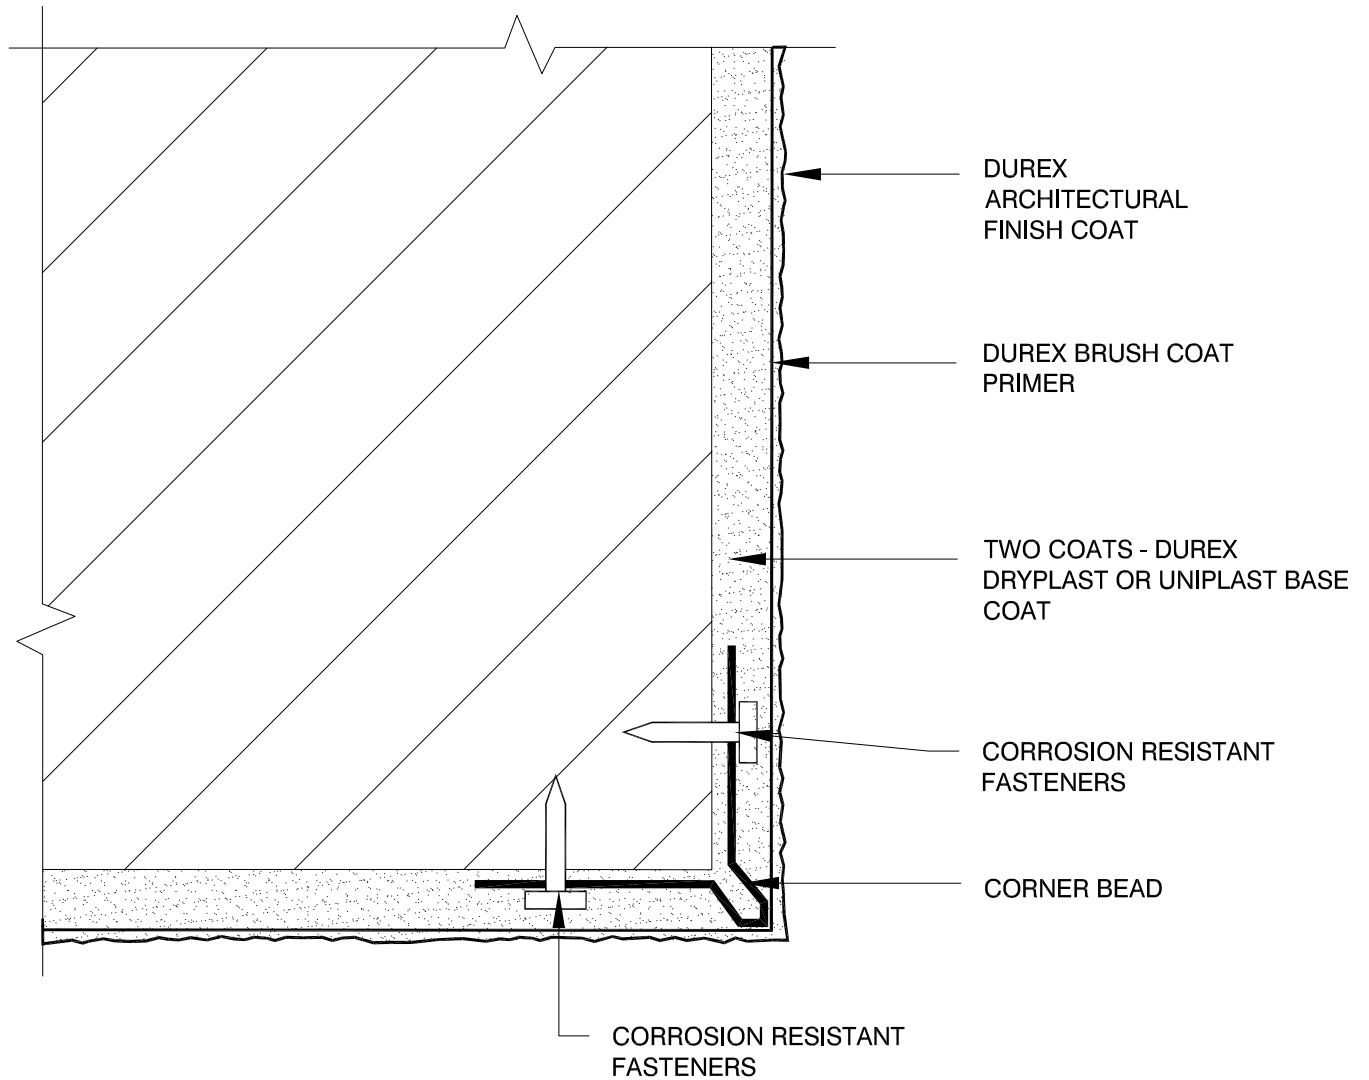 DUREX
ARCHITECTURAL
FINISH COAT
DUREX BRUSH COAT
PRIMER
TWO COATS - DUREX
DRYPLAST OR UNIPLAST BASE
COAT
CORROSION RESISTANT
FASTENERS
CORNER BEAD
CORROSION RESISTANT
FASTENERS